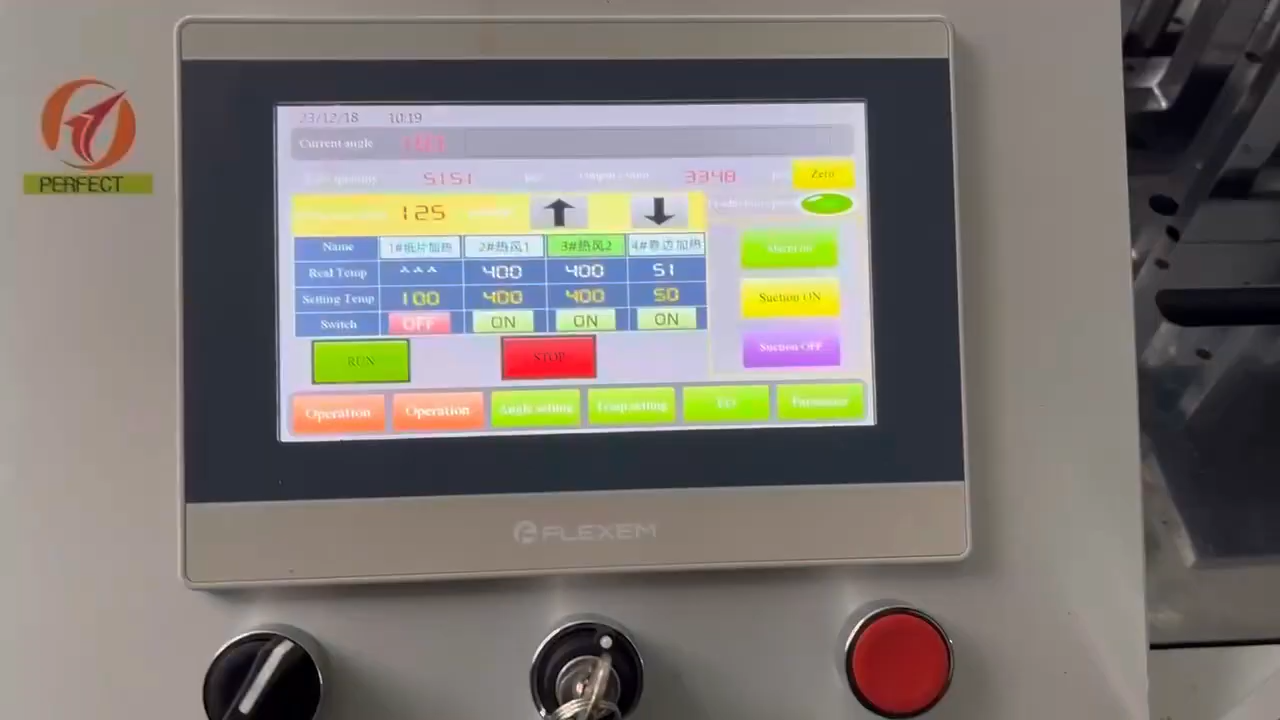 PERFECT
23/12/18 10:19
Current angle
5151
3348
Zero
125
Name 1#纸片加热 2#热风1 3#热风2 4#靠边加热
Real Temp ^^^ 400 400 51
Setting Temp 100 400 400 50
Switch OFF ON ON ON
Suction ON
Suction OFF
RUN STOP
Operation Operation Angle setting Temp setting Parameter
FLEXEM